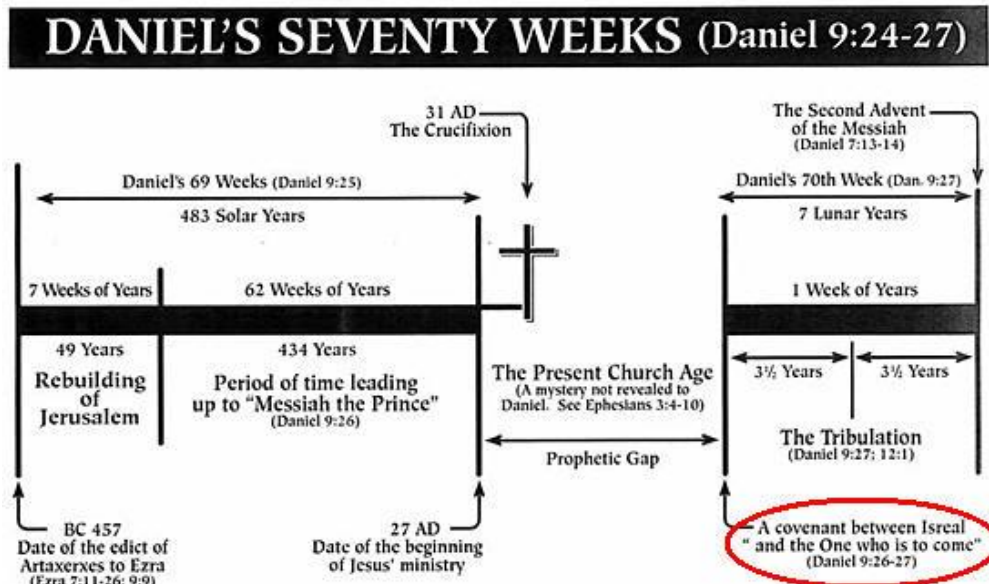 DANIEL'S SEVENTY WEEKS (Daniel 9:24-27)
31 AD
The Crucifixion
The Second Advent
of the Messiah
(Daniel 7:13-14)
Daniel's 69 Weeks (Daniel 9:25)
483 Solar Years
Daniel's 70th Week (Dan. 9:27)
7 Lunar Years
7 Weeks of Years
62 Weeks of Years
1 Week of Years
49 Years
434 Years
3½ Years
3½ Years
Rebuilding
of
Jerusalem
Period of time leading
up to "Messiah the Prince"
(Daniel 9:26)
The Present Church Age
(A mystery not revealed to
Daniel. See Ephesians 3:4-10)
Prophetic Gap
The Tribulation
(Daniel 9:27; 12:1)
BC 457
Date of the edict of
Artaxerxes to Ezra
(Ezra 7:11-26; 9:9)
27 AD
Date of the beginning
of Jesus' ministry
A covenant between Isreal
" and the One who is to come"
(Daniel 9:26-27)